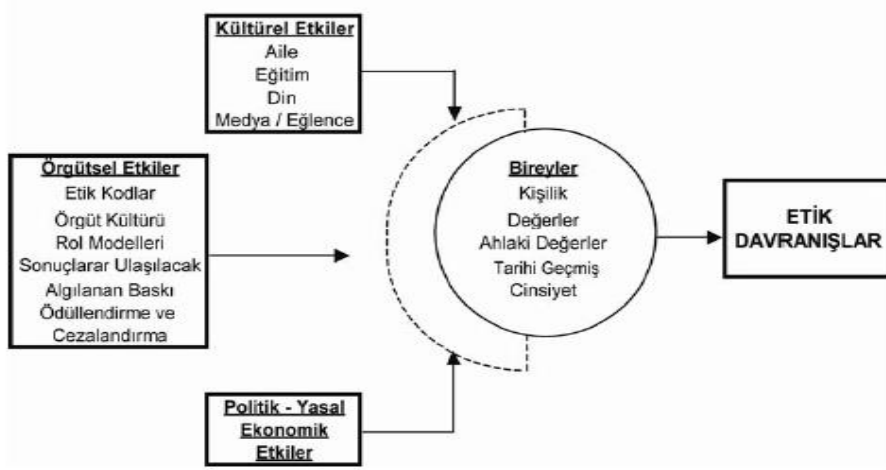 Kültürel Etkiler
Aile
Eğitim
Din
Medya / Eğlence
Örgütsel Etkiler
Etik Kodlar
Örgüt Kültürü
Rol Modelleri
Sonuçlarar Ulaşılacak
Algılanan Baskı
Ödüllendirme ve
Cezalandırma
Bireyler
Kişilik
Değerler
Ahlaki Değerler
Tarihi Geçmiş
Cinsiyet
ETİK
DAVRANIŞLAR
Politik - Yasal
Ekonomik
Etkiler